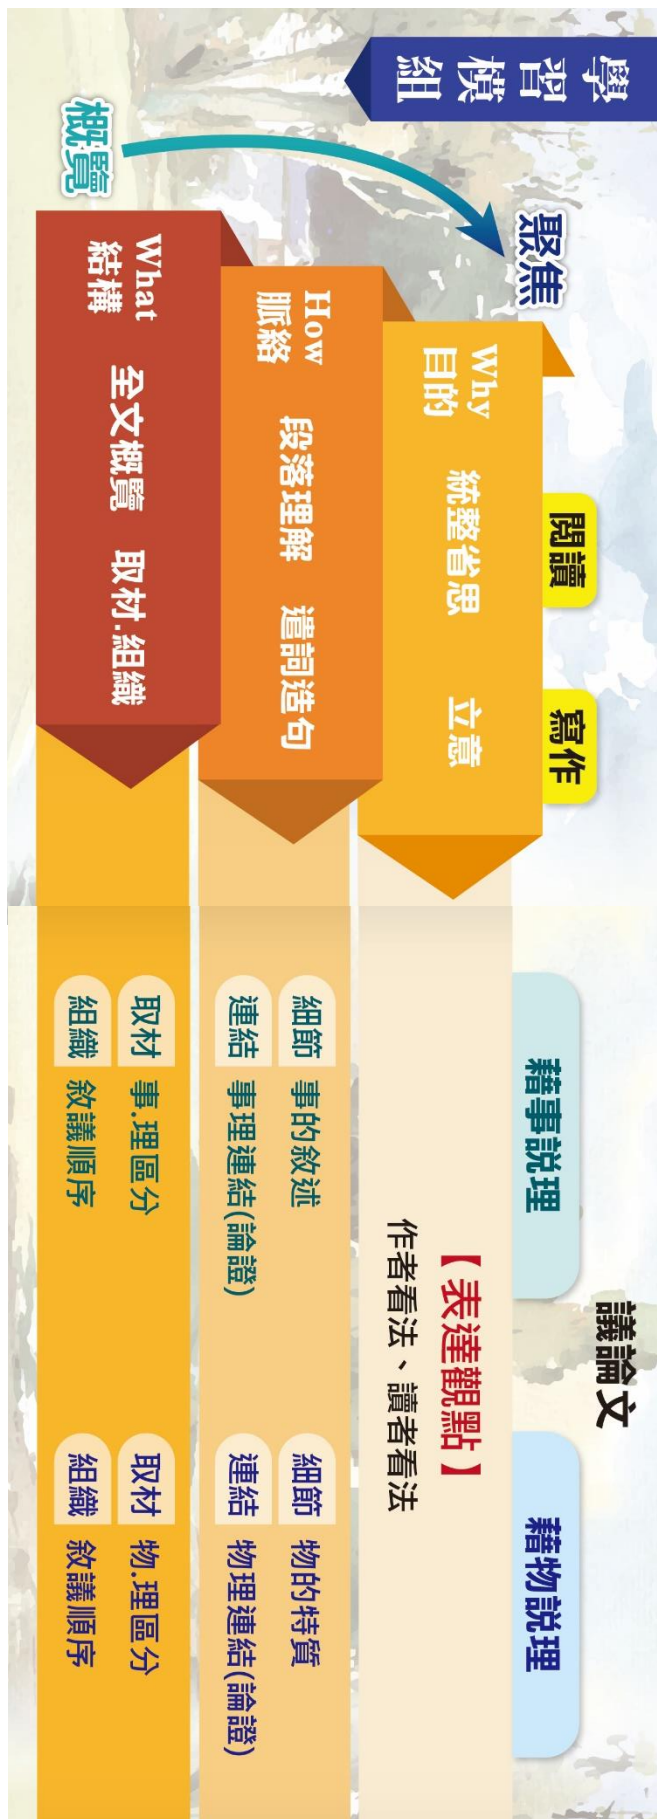 學習模組
概覽
聚焦
閱讀
寫作
Why
目的
統整省思
立意
How
脈絡
段落理解
遣詞造句
What
結構
全文概覽
取材.組織
議論文
藉事說理
藉物說理
【表達觀點】
作者看法、讀者看法
細節 事的敘述
連結 事理連結(論證)
細節 物的特質
連結 物理連結(論證)
取材 事.理區分
組織 敘議順序
取材 物.理區分
組織 敘議順序